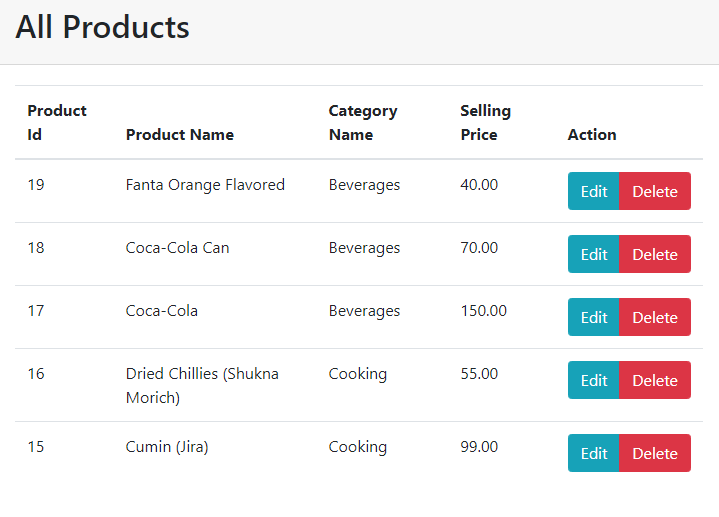 All Products
Product Id Product Name Category Name Selling Price Action
19 Fanta Orange Flavored Beverages 40.00 Edit Delete
18 Coca-Cola Can Beverages 70.00 Edit Delete
17 Coca-Cola Beverages 150.00 Edit Delete
16 Dried Chillies (Shukna Morich) Cooking 55.00 Edit Delete
15 Cumin (Jira) Cooking 99.00 Edit Delete